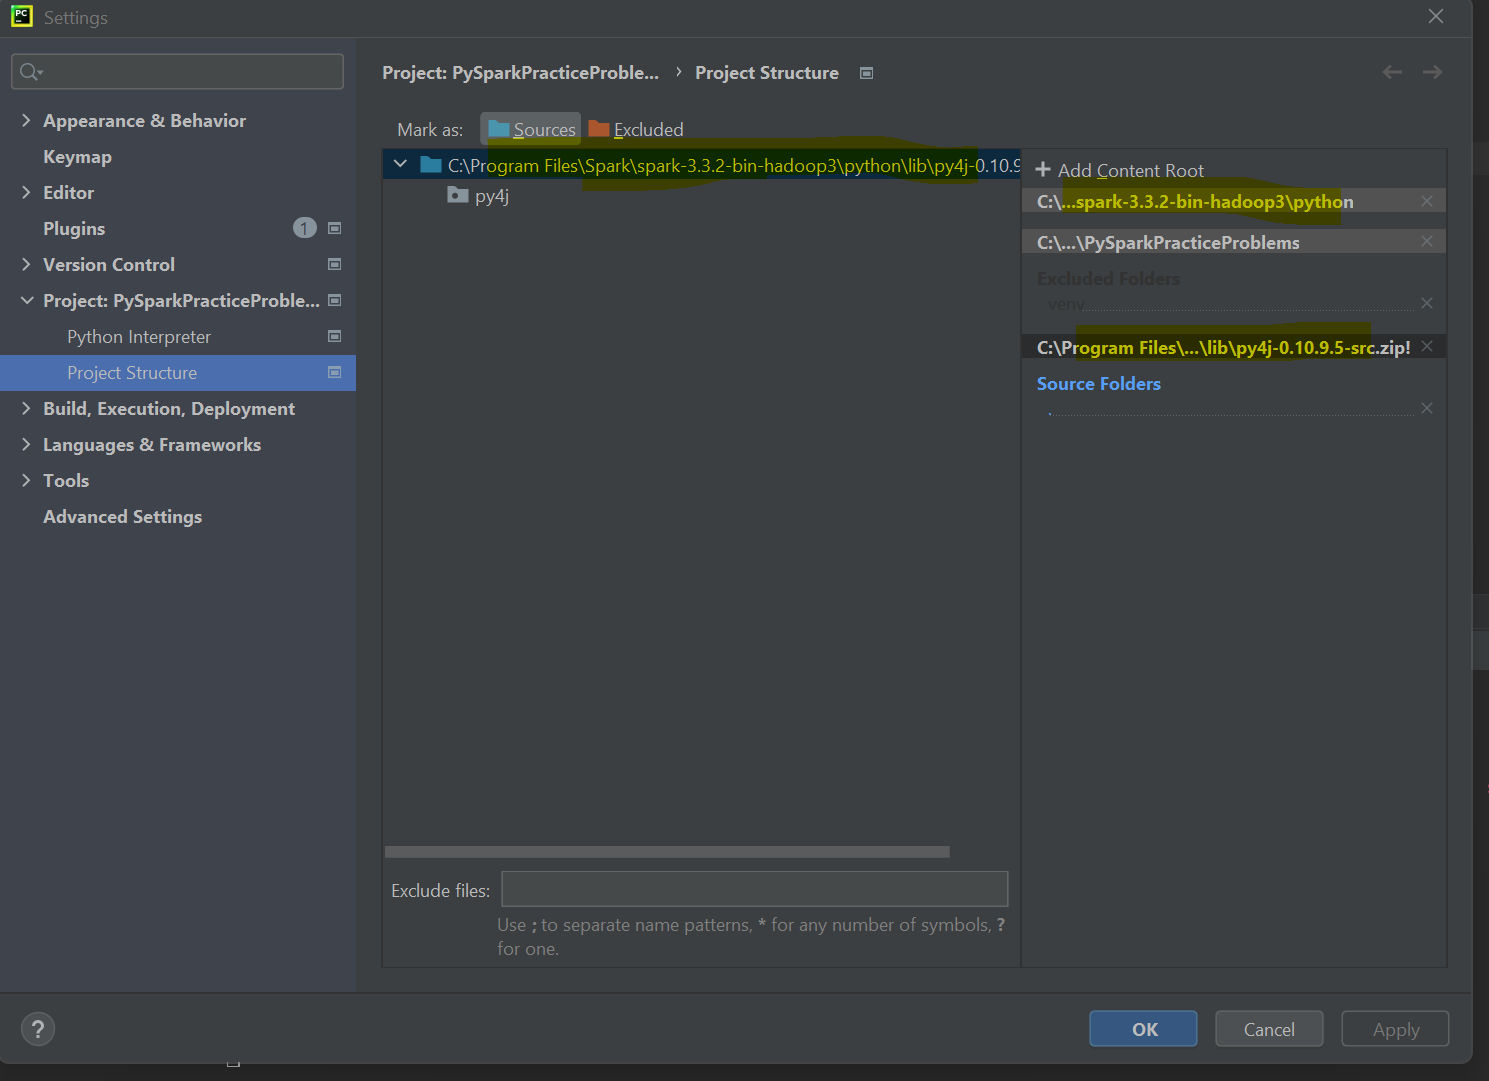 PC
Settings
Appearance & Behavior
Keymap
Editor
Plugins
1
Version Control
Project: PySparkPracticeProble...
Python Interpreter
Project Structure
Build, Execution, Deployment
Languages & Frameworks
Tools
Advanced Settings
Project: PySparkPracticeProble... › Project Structure
Mark as: Sources Excluded
C:\Program Files\Spark\spark-3.3.2-bin-hadoop3\python\lib\py4j-0.10.9
py4j
Exclude files:
Use ; to separate name patterns, * for any number of symbols, ?
for one.
+ Add Content Root
C:\...spark-3.3.2-bin-hadoop3\python
C:\...\PySparkPracticeProblems
Excluded Folders
venv
C:\Program Files\...\lib\py4j-0.10.9.5-src.zip!
Source Folders
.
?
OK
Cancel
Apply